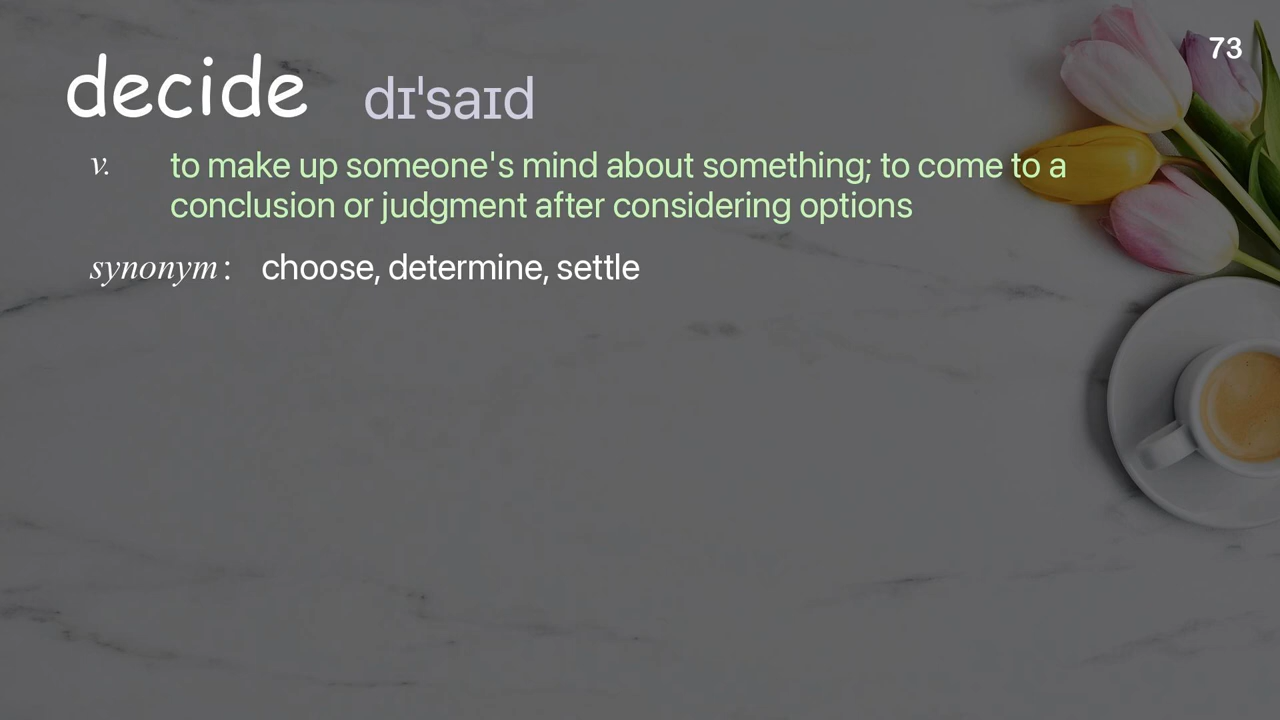 73
decide dɪˈsaɪd
v. to make up someone's mind about something; to come to a
conclusion or judgment after considering options
synonym: choose, determine, settle